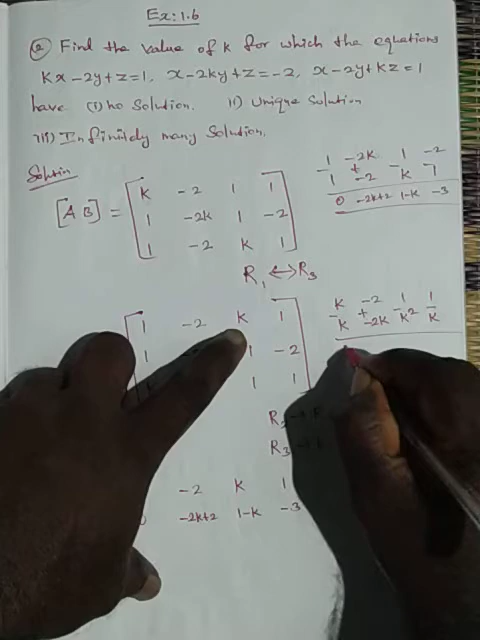 Ex: 1.6
② Find the value of k for which the equations
Kx - 2y + z = 1, x - 2ky + z = -2, x - 2y + kz = 1
have (i) no Solution. ii) Unique Solution
iii) Infinitely many Solution.
Solution
[A B] = [K -2 1 1
1 -2K 1 -2
1 -2 K 1]
1 -2K 1 -2
- 1 + -2 - K - 1
0 -2K+2 1-K -3
R₁ ↔ R₃
1 -2 K 1
1 1 -2
1 1
K -2 1 1
- K + -2K - K² - K
R₂ →
R₃ →
-2 K 1
-2K+2 1-K -3